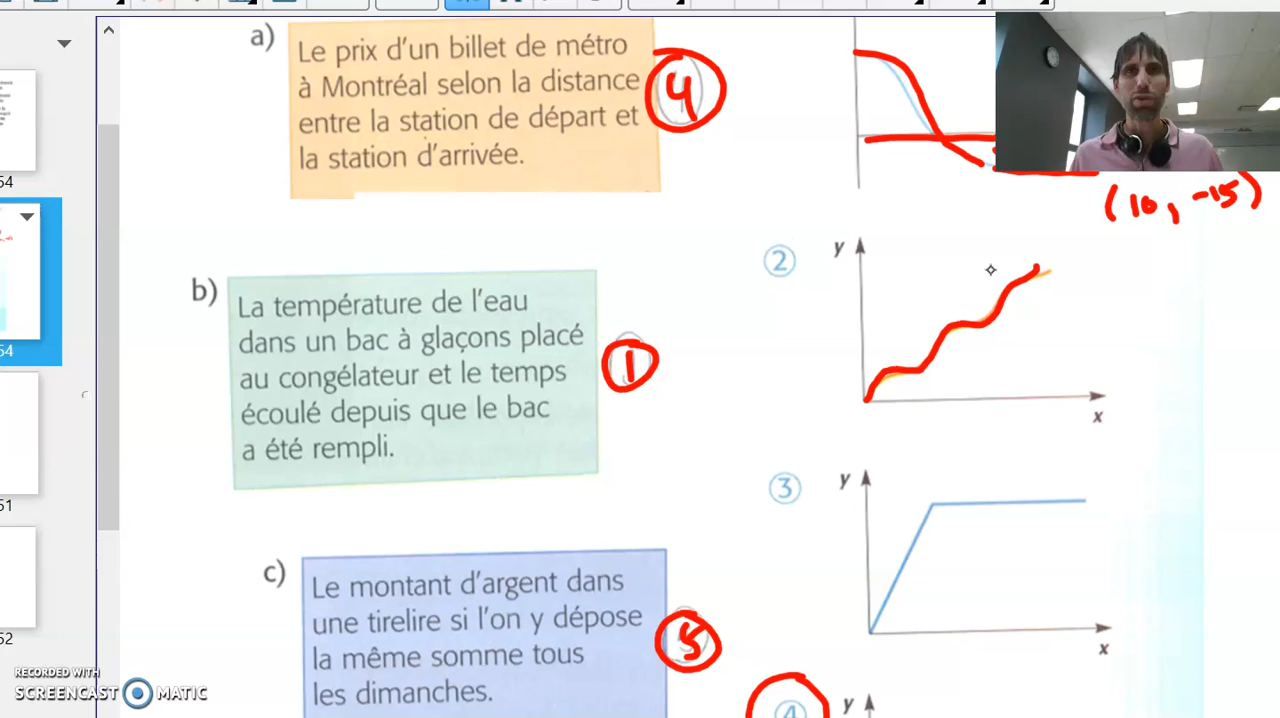 a)
Le prix d'un billet de métro
à Montréal selon la distance
entre la station de départ et
la station d'arrivée.
4
(10, -15)
b)
La température de l'eau
dans un bac à glaçons placé
au congélateur et le temps
écoulé depuis que le bac
a été rempli.
1
2
y
x
3
y
x
c)
Le montant d'argent dans
une tirelire si l'on y dépose
la même somme tous
les dimanches.
5
4
y
54
54
51
52
RECORDED WITH
SCREENCAST MATIC